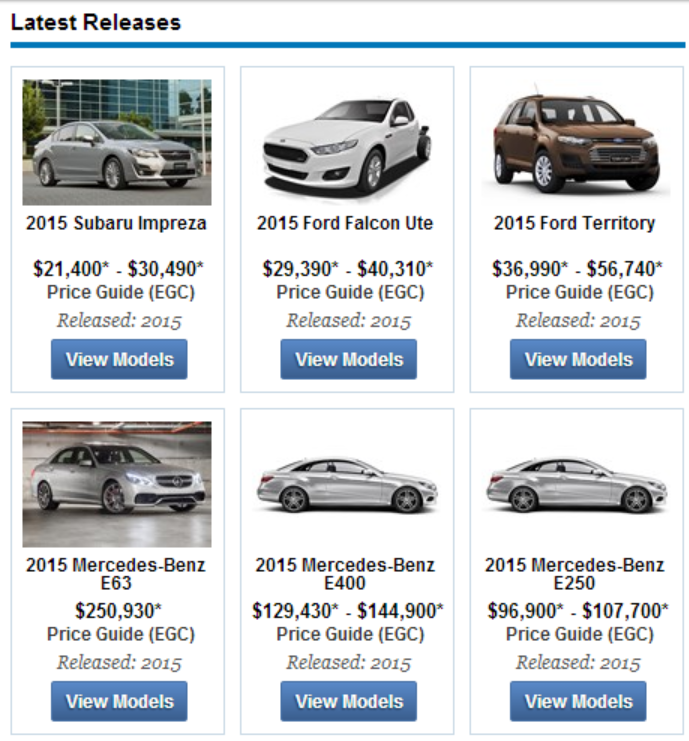 Latest Releases
2015 Subaru Impreza
$21,400* - $30,490*
Price Guide (EGC)
Released: 2015
View Models
2015 Ford Falcon Ute
$29,390* - $40,310*
Price Guide (EGC)
Released: 2015
View Models
2015 Ford Territory
$36,990* - $56,740*
Price Guide (EGC)
Released: 2015
View Models
2015 Mercedes-Benz
E63
$250,930*
Price Guide (EGC)
Released: 2015
View Models
2015 Mercedes-Benz
E400
$129,430* - $144,900*
Price Guide (EGC)
Released: 2015
View Models
2015 Mercedes-Benz
E250
$96,900* - $107,700*
Price Guide (EGC)
Released: 2015
View Models